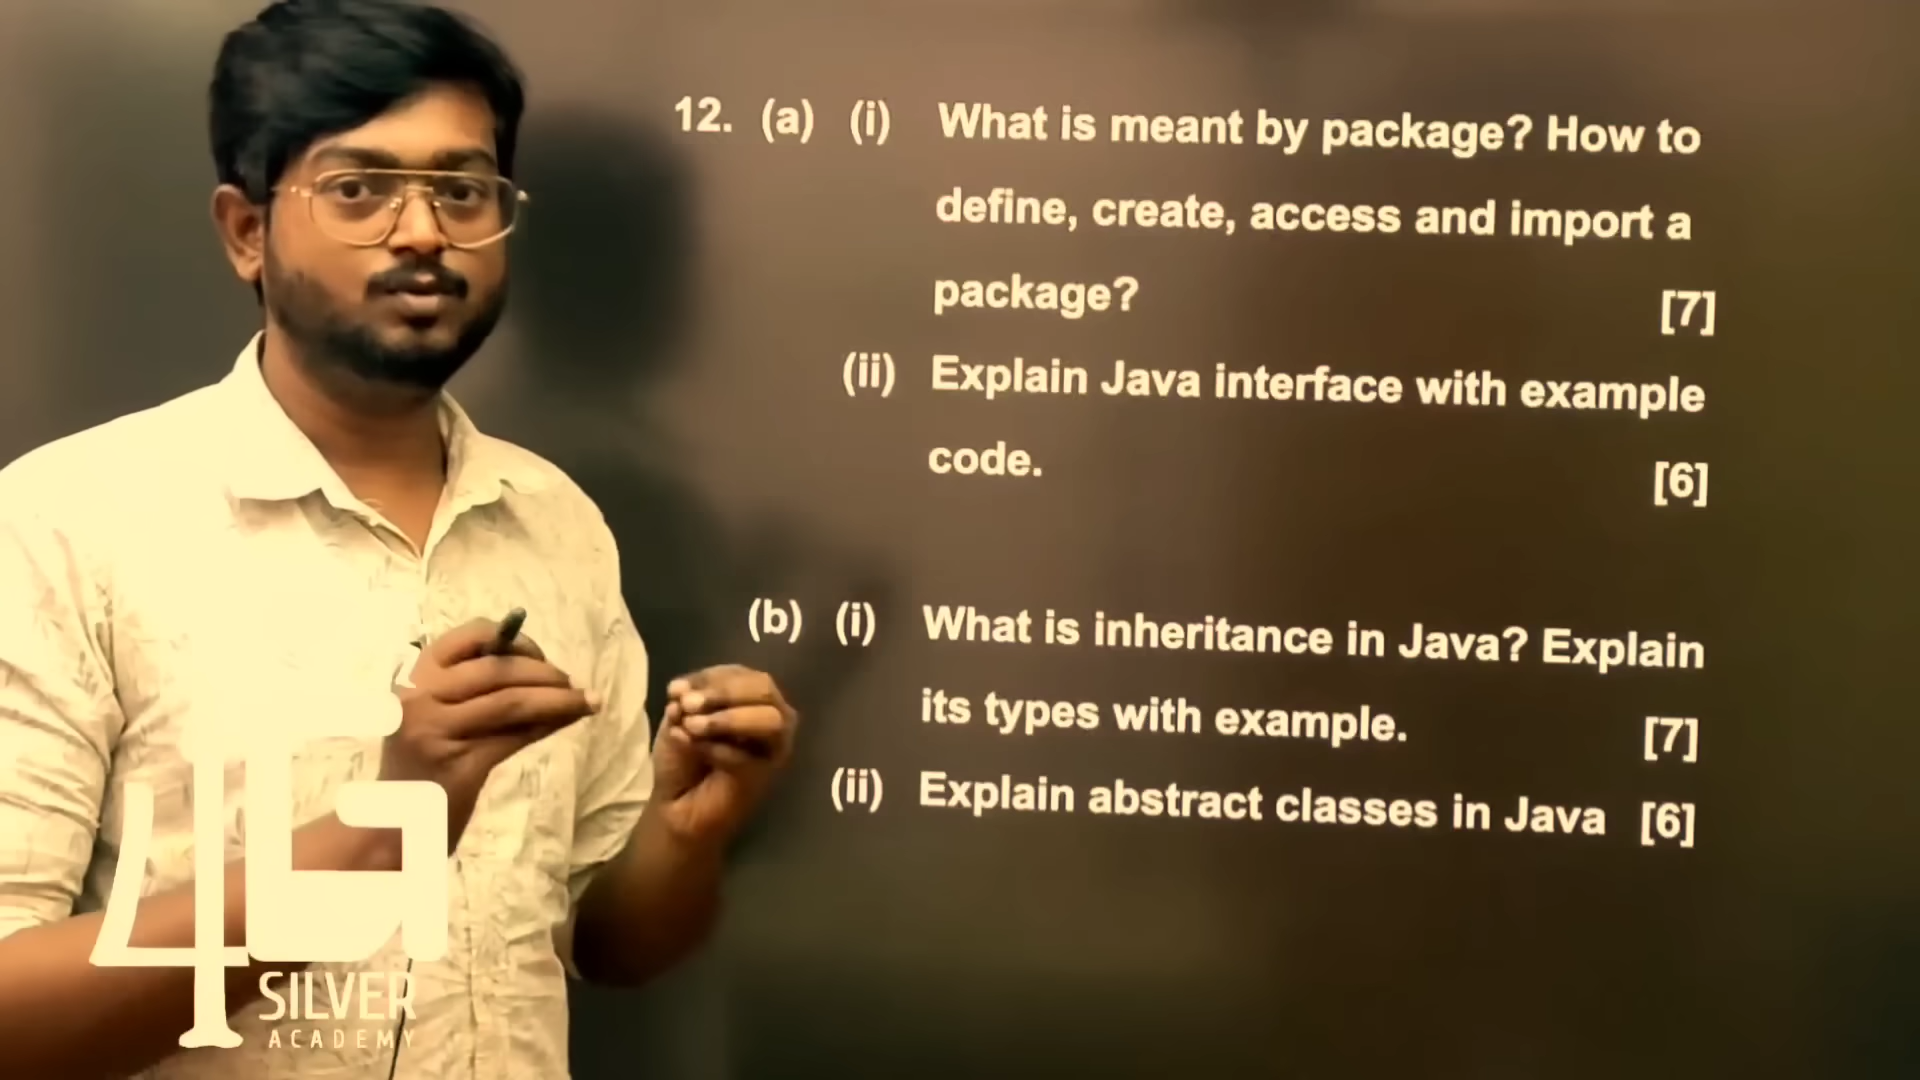 12. (a) (i) What is meant by package? How to
define, create, access and import a
package? [7]
(ii) Explain Java interface with example
code. [6]
(b) (i) What is inheritance in Java? Explain
its types with example. [7]
(ii) Explain abstract classes in Java [6]
4G
SILVER
ACADEMY